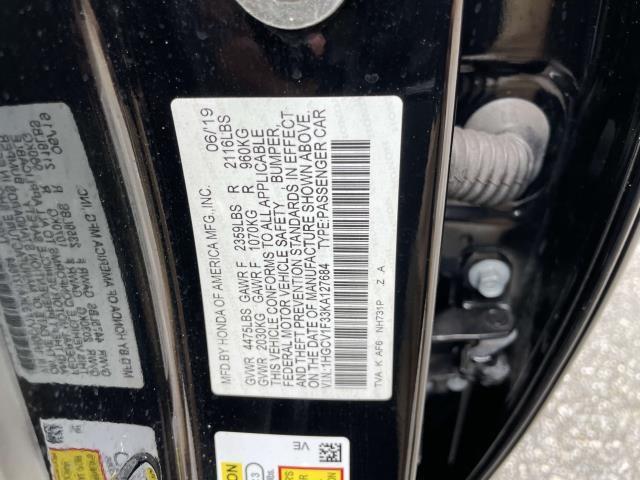 MFD BY HONDA OF AMERICA MFG., INC. 06/19
GVWR 4475LBS GAWR F 2359LBS R 2116LBS
GVWR 2030KG GAWR F 1070KG R 960KG
THIS VEHICLE CONFORMS TO ALL APPLICABLE
FEDERAL MOTOR VEHICLE SAFETY, BUMPER,
AND THEFT PREVENTION STANDARDS IN EFFECT
ON THE DATE OF MANUFACTURE SHOWN ABOVE.
V.I.N.:1HGCV1F33KA127684 TYPE:PASSENGER CAR
TVA K AF6 NH731P Z A
VE